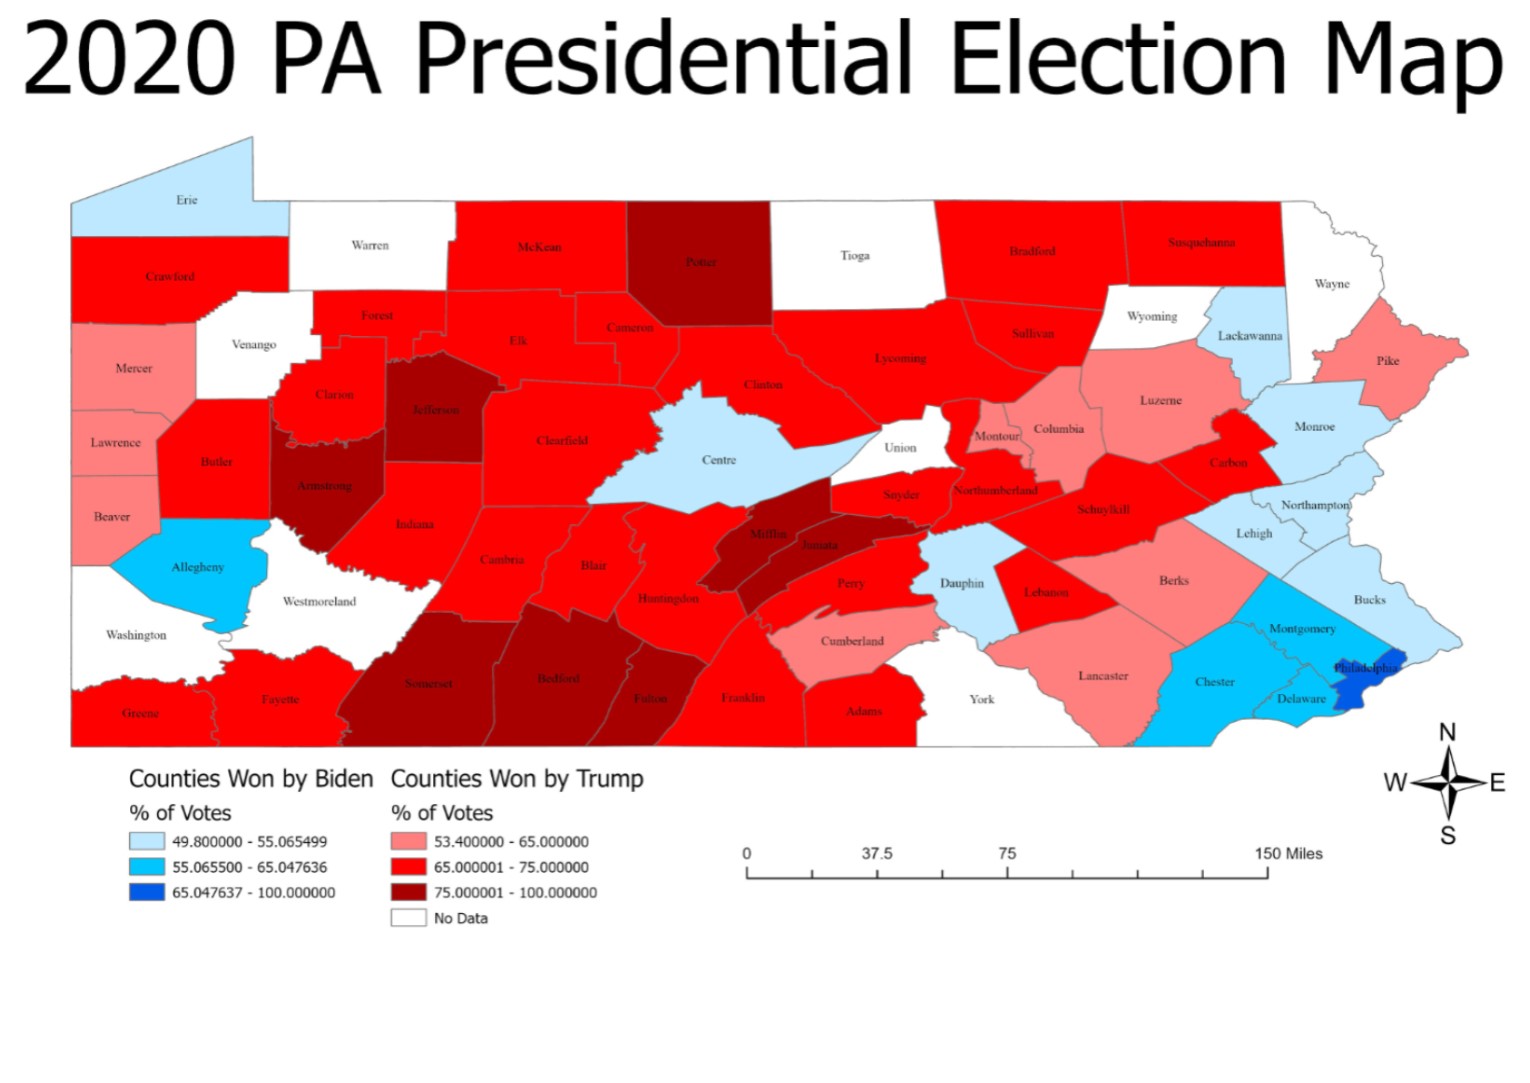 2020 PA Presidential Election Map
Erie
Warren
McKean
Potter
Tioga
Bradford
Susquehanna
Wayne
Crawford
Forest
Venango
Cameron
Elk
Wyoming
Lackawanna
Sullivan
Lycoming
Pike
Mercer
Clarion
Jefferson
Clinton
Luzerne
Monroe
Lawrence
Butler
Clearfield
Centre
Union
Montour
Columbia
Carbon
Armstrong
Snyder
Northumberland
Schuylkill
Northampton
Lehigh
Beaver
Indiana
Mifflin
Juniata
Allegheny
Cambria
Blair
Huntingdon
Perry
Dauphin
Lebanon
Berks
Bucks
Westmoreland
Washington
Cumberland
Montgomery
Philadelphia
Lancaster
Chester
Delaware
Somerset
Bedford
Fulton
Franklin
Adams
York
Greene
Fayette
N
W E
S
Counties Won by Biden
% of Votes
49.800000 - 55.065499
55.065500 - 65.047636
65.047637 - 100.000000
Counties Won by Trump
% of Votes
53.400000 - 65.000000
65.000001 - 75.000000
75.000001 - 100.000000
No Data
0 37.5 75 150 Miles